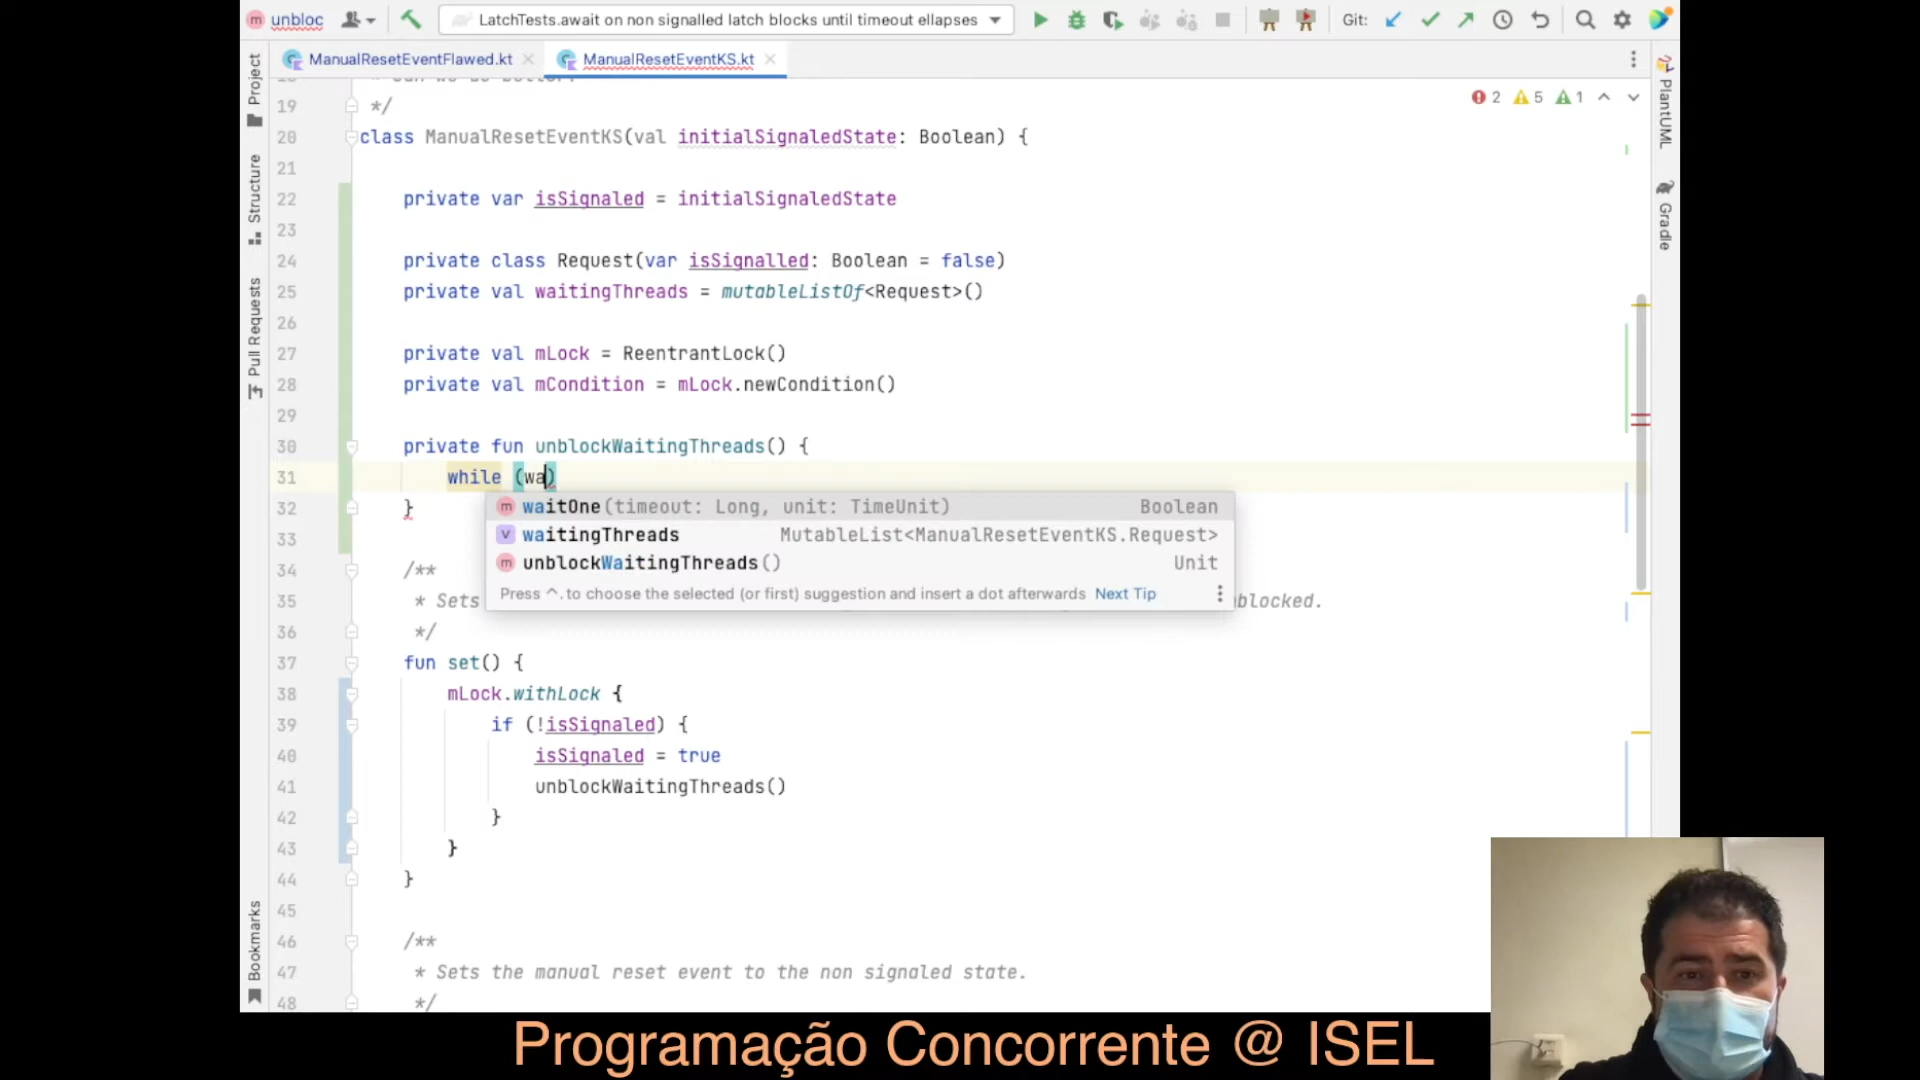 unbloc
LatchTests.await on non signalled latch blocks until timeout ellapses
Git:
ManualResetEventFlawed.kt
ManualResetEventKS.kt
Project
Structure
Pull Requests
Bookmarks
PlantUML
Gradle
2 5 1
19 */
20 class ManualResetEventKS(val initialSignaledState: Boolean) {
21
22 private var isSignaled = initialSignaledState
23
24 private class Request(var isSignalled: Boolean = false)
25 private val waitingThreads = mutableListOf<Request>()
26
27 private val mLock = ReentrantLock()
28 private val mCondition = mLock.newCondition()
29
30 private fun unblockWaitingThreads() {
31 while (wa)
waitOne(timeout: Long, unit: TimeUnit) Boolean
32 }
v waitingThreads MutableList<ManualResetEventKS.Request>
33
m unblockWaitingThreads() Unit
34 /**
Press ^. to choose the selected (or first) suggestion and insert a dot afterwards Next Tip
35 * Sets blocked.
36 */
37 fun set() {
38 mLock.withLock {
39 if (!isSignaled) {
40 isSignaled = true
41 unblockWaitingThreads()
42 }
43 }
44 }
45
46 /**
47 * Sets the manual reset event to the non signaled state.
48 */
Programação Concorrente @ ISEL